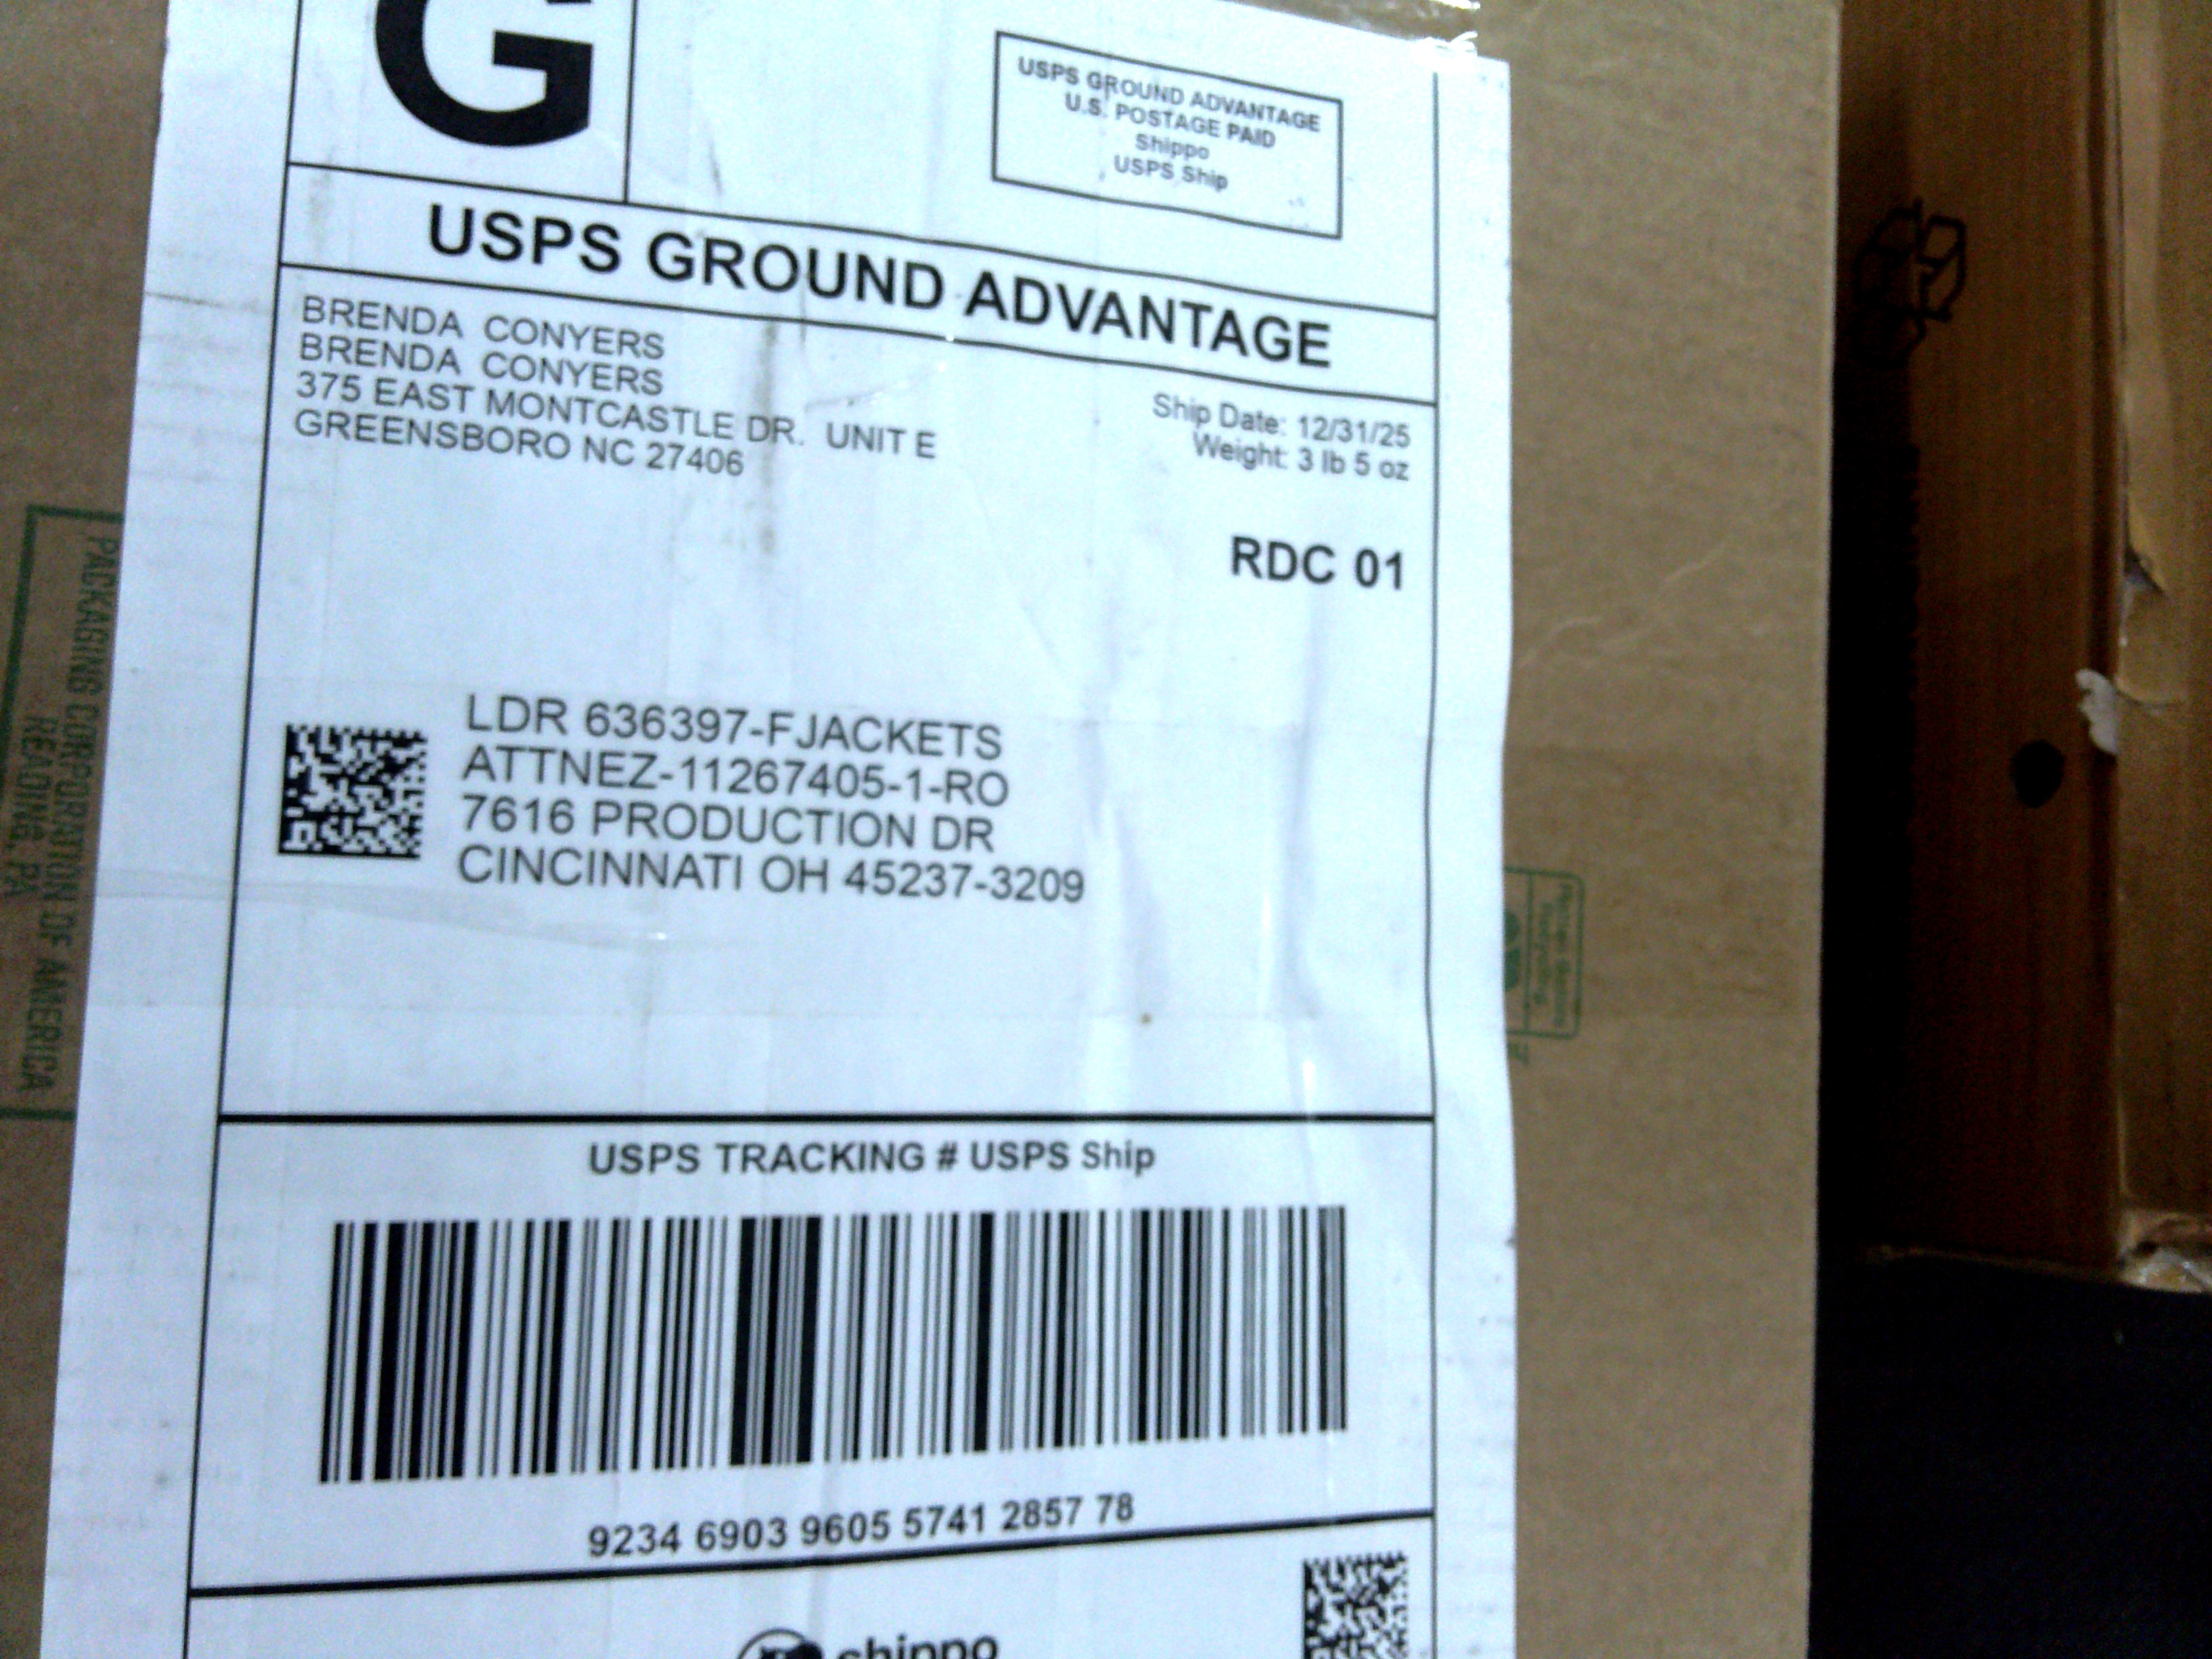 G
USPS GROUND ADVANTAGE
U.S. POSTAGE PAID
Shippo
USPS Ship
USPS GROUND ADVANTAGE
BRENDA CONYERS
BRENDA CONYERS
375 EAST MONTCASTLE DR. UNIT E
GREENSBORO NC 27406
Ship Date: 12/31/25
Weight: 3 lb 5 oz
RDC 01
LDR 636397-FJACKETS
ATTNEZ-11267405-1-RO
7616 PRODUCTION DR
CINCINNATI OH 45237-3209
USPS TRACKING # USPS Ship
9234 6903 9605 5741 2857 78
shippo
PACKAGING CORPORATION OF AMERICA
READING, PA